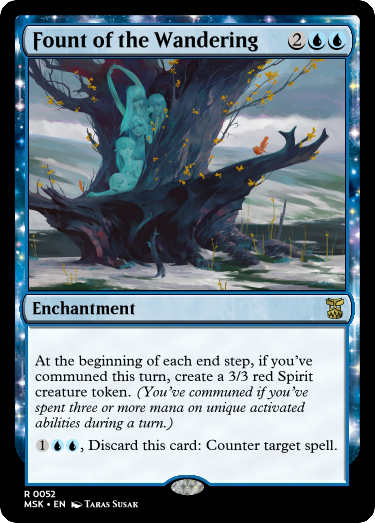 Fount of the Wandering 2
Enchantment
At the beginning of each end step, if you've
communed this turn, create a 3/3 red Spirit
creature token. (You've communed if you've
spent three or more mana on unique activated
abilities during a turn.)
1, Discard this card: Counter target spell.
R 0052
MSK • EN Taras Susak